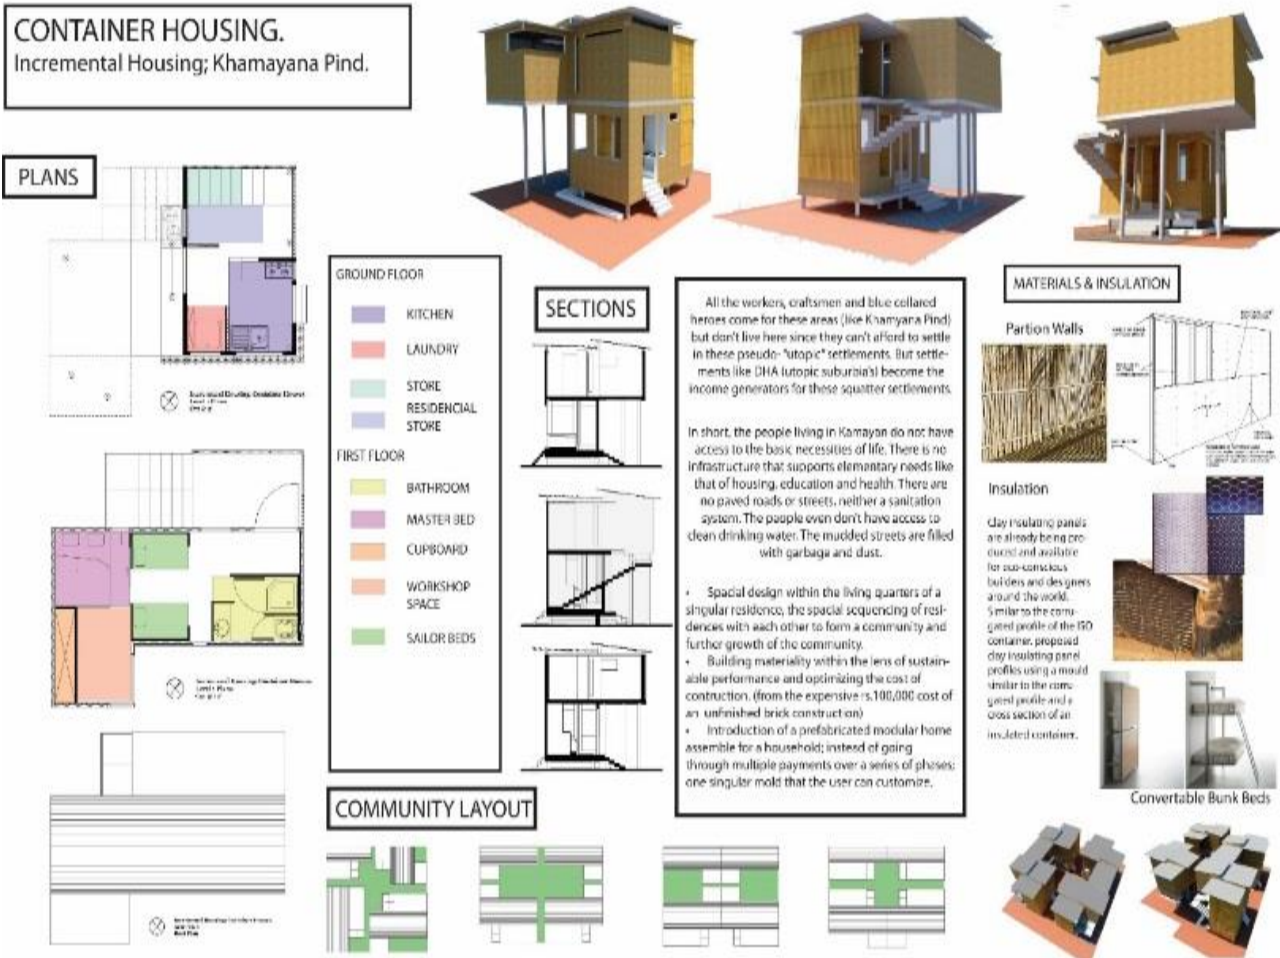 CONTAINER HOUSING.
Incremental Housing; Khamayana Pind.
PLANS
GROUND FLOOR
KITCHEN
LAUNDRY
STORE
RESIDENCIAL
STORE
FIRST FLOOR
BATHROOM
MASTER BED
CUPBOARD
WORKSHOP
SPACE
SAILOR BEDS
SECTIONS
All the workers, craftsmen and blue collared
heroes come for these areas (like Khamyana Pind)
but don't live here since they can't afford to settle
in these pseudo- "utopic" settlements. But settle-
ments like DHA (utopic suburbia's) become the
income generators for these squatter settlements.
In short, the people living in Kamayan do not have
access to the basic necessities of life. There is no
infrastructure that supports elementary needs like
that of housing, education and health. There are
no paved roads or streets, neither a sanitation
system. The people even don't have access to
clean drinking water. The mudded streets are filled
with garbage and dust.
• Spacial design within the living quarters of a
singular residence, the spacial sequencing of resi-
dences with each other to form a community and
further growth of the community.
• Building materiality within the lens of sustain-
able performance and optimizing the cost of
contruction. (from the expensive rs.100,000 cost of
an unfinished brick construction)
• Introduction of a prefabricated modular home
assemble for a household; instead of going
through multiple payments over a series of phases;
one singular mold that the user can customize.
MATERIALS & INSULATION
Partion Walls
Insulation
Clay insulating panels
are already being pro-
duced and available
for eco-conscious
builders and designers
around the world.
Similar to the corru-
gated profile of the ISO
container, proposed
clay insulating panel
profiles using a mould
similar to the corru-
gated profile and a
cross section of an
insulated container.
Convertable Bunk Beds
COMMUNITY LAYOUT